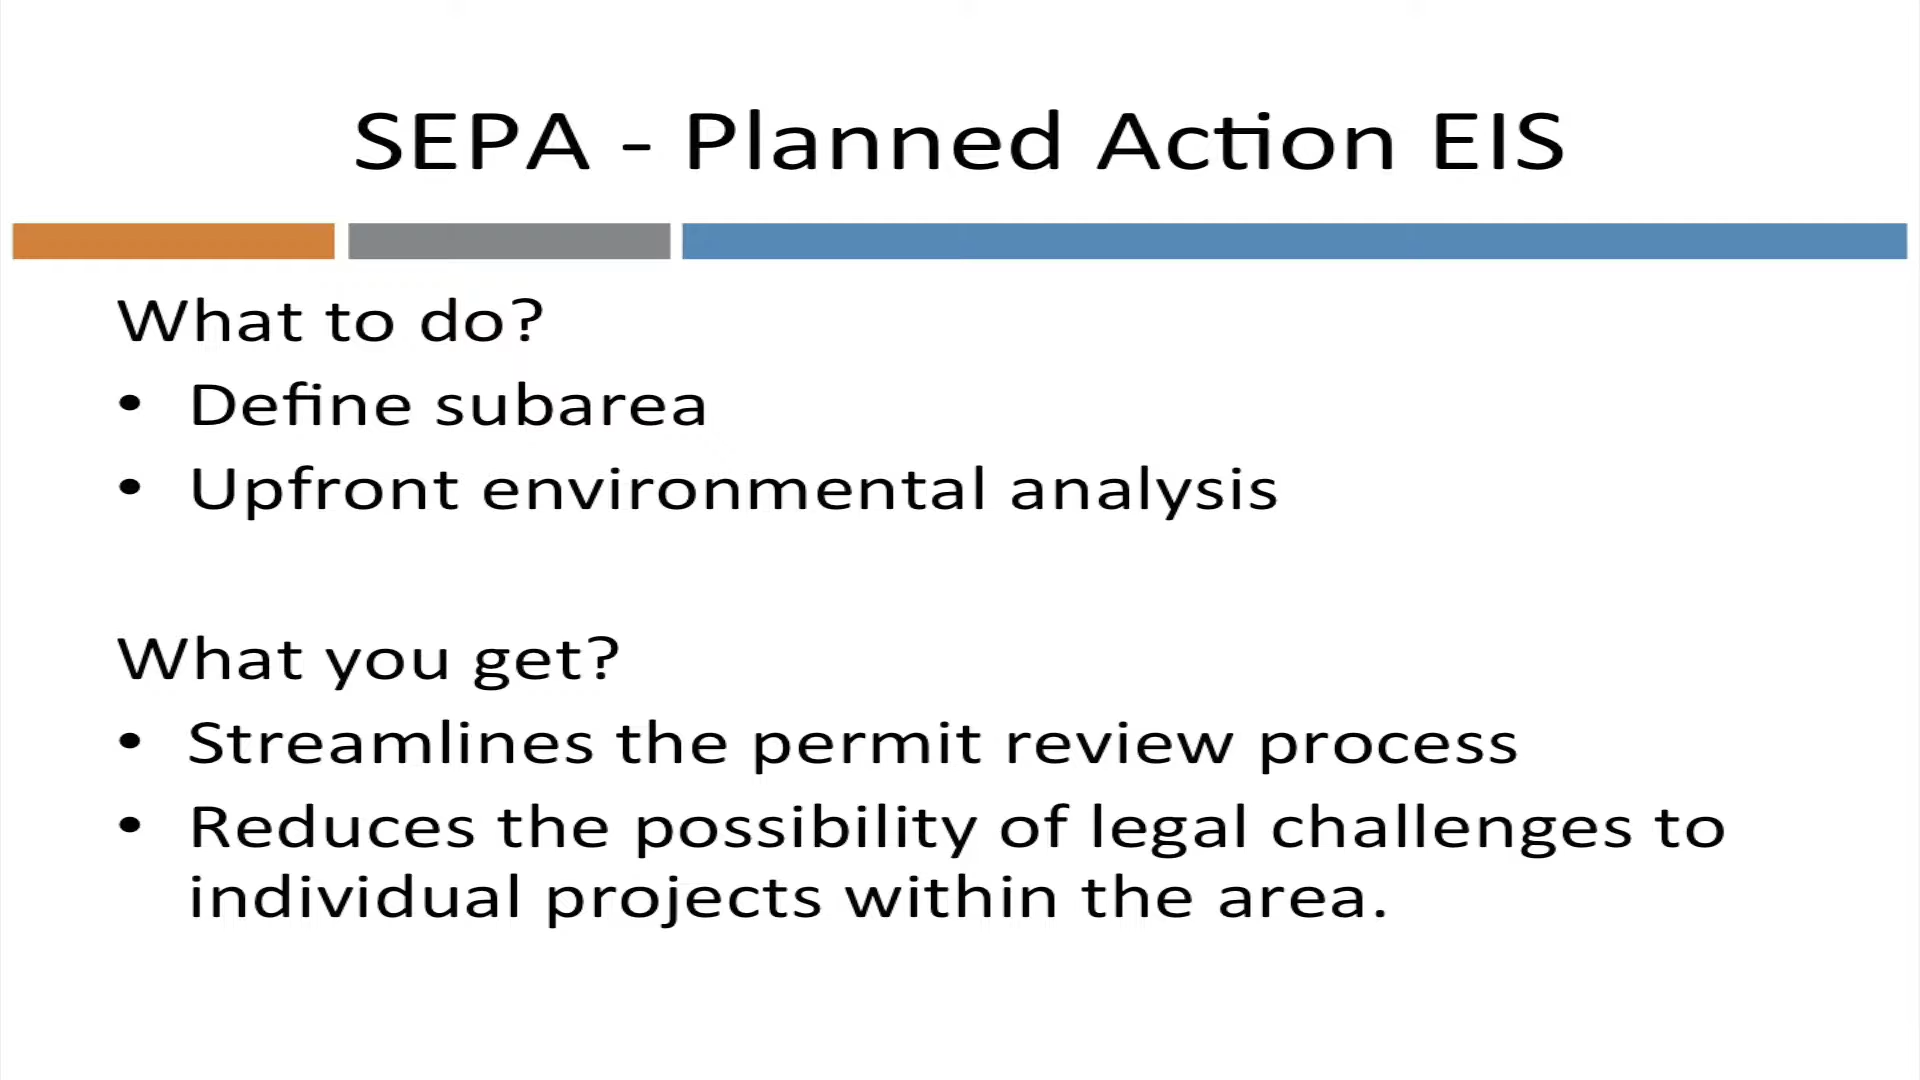 SEPA - Planned Action EIS
What to do?
• Define subarea
• Upfront environmental analysis
What you get?
• Streamlines the permit review process
• Reduces the possibility of legal challenges to
individual projects within the area.